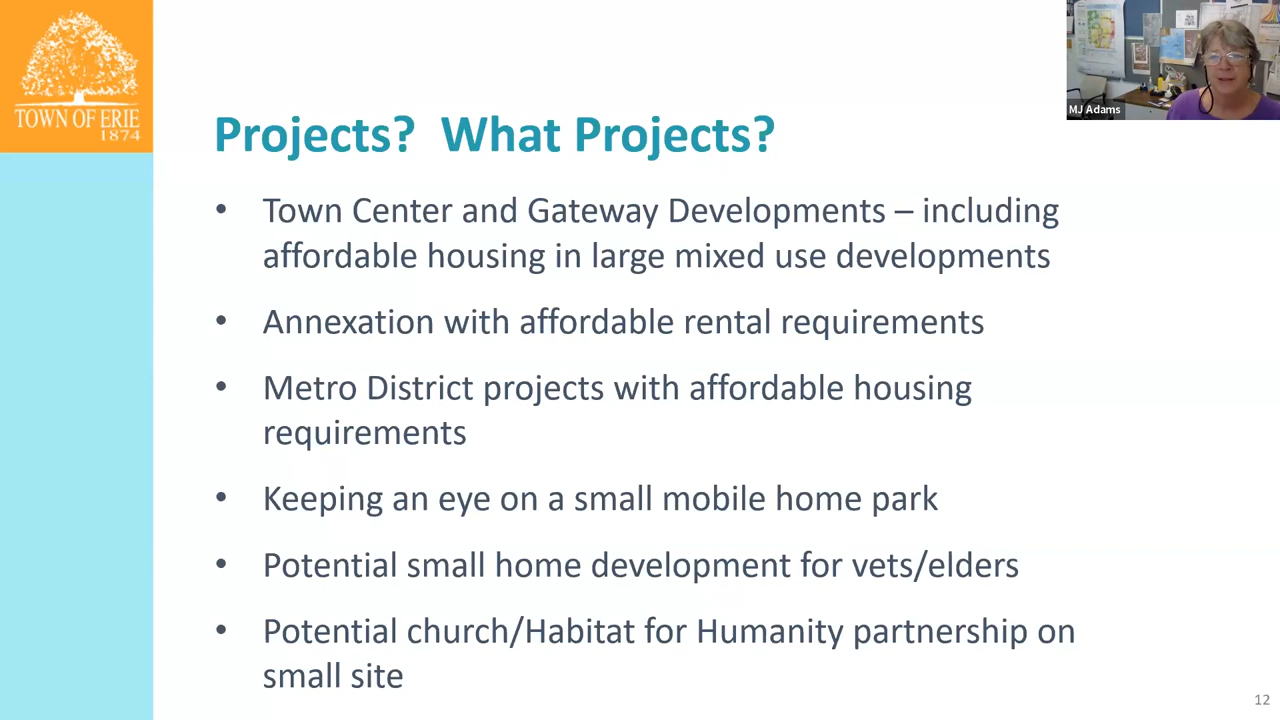 TOWN OF ERIE
1874
MJ Adams
Projects? What Projects?
• Town Center and Gateway Developments – including
affordable housing in large mixed use developments
• Annexation with affordable rental requirements
• Metro District projects with affordable housing
requirements
• Keeping an eye on a small mobile home park
• Potential small home development for vets/elders
• Potential church/Habitat for Humanity partnership on
small site
12